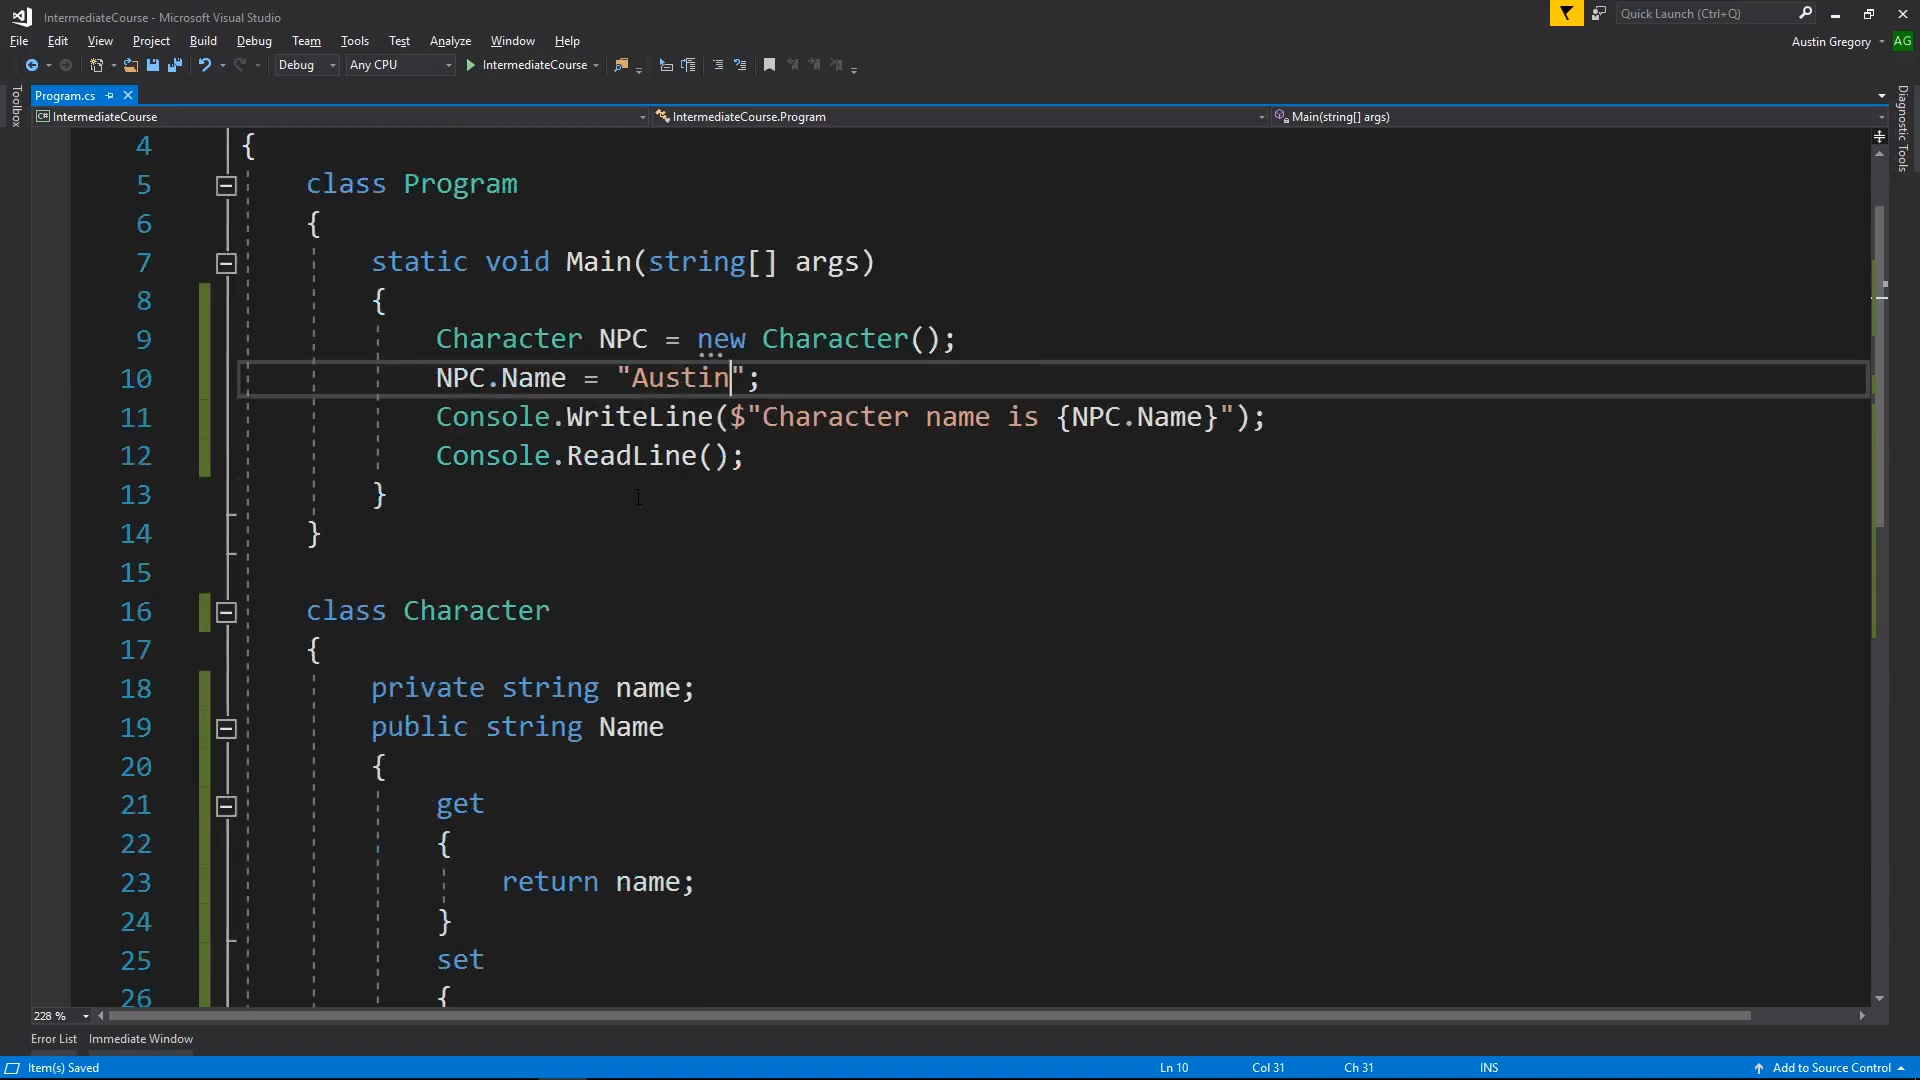 IntermediateCourse - Microsoft Visual Studio
Quick Launch (Ctrl+Q)
File Edit View Project Build Debug Team Tools Test Analyze Window Help
Austin Gregory AG
Debug Any CPU IntermediateCourse
Toolbox
Program.cs
Diagnostic Tools
C# IntermediateCourse IntermediateCourse.Program Main(string[] args)
4 {
5 class Program
6 {
7 static void Main(string[] args)
8 {
9 Character NPC = new Character();
10 NPC.Name = "Austin";
11 Console.WriteLine($"Character name is {NPC.Name}");
12 Console.ReadLine();
13 }
14 }
15
16 class Character
17 {
18 private string name;
19 public string Name
20 {
21 get
22 {
23 return name;
24 }
25 set
26 {
228 %
Error List Immediate Window
Item(s) Saved Ln 10 Col 31 Ch 31 INS Add to Source Control